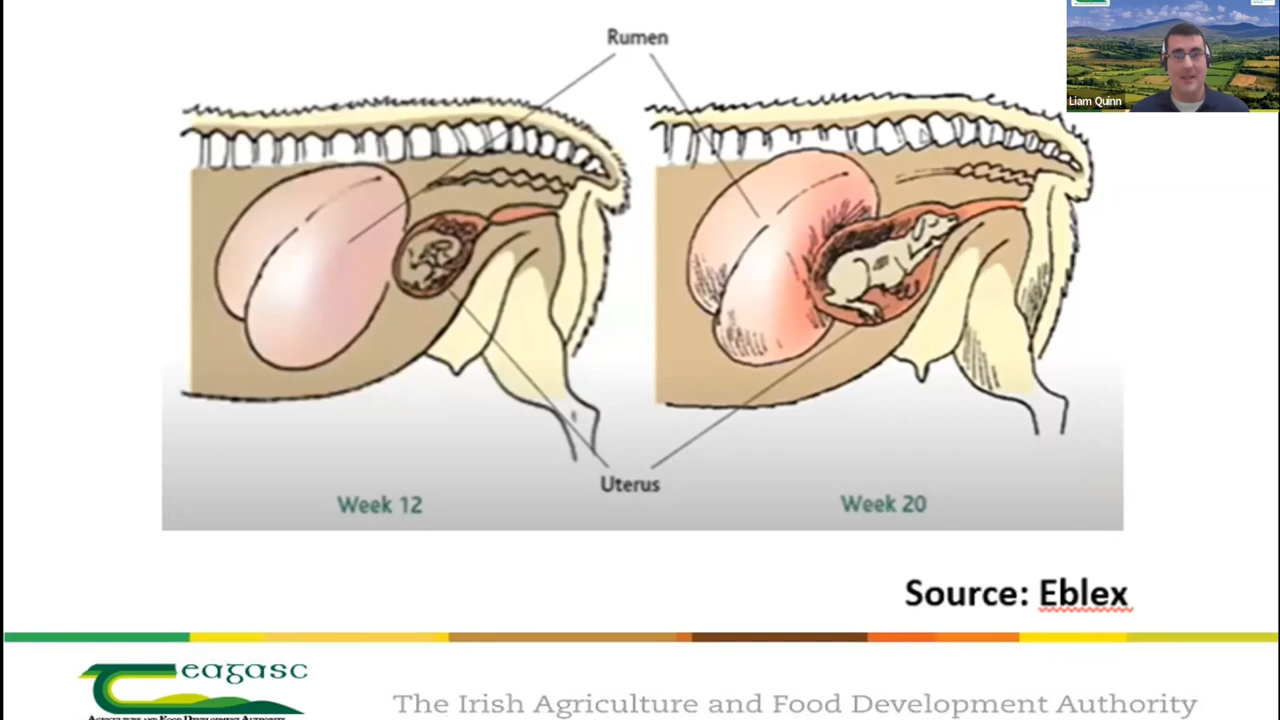 Rumen
Liam Quinn
Uterus
Week 12
Week 20
Source: Eblex
Teagasc
AGRICULTURE AND FOOD DEVELOPMENT AUTHORITY
The Irish Agriculture and Food Development Authority